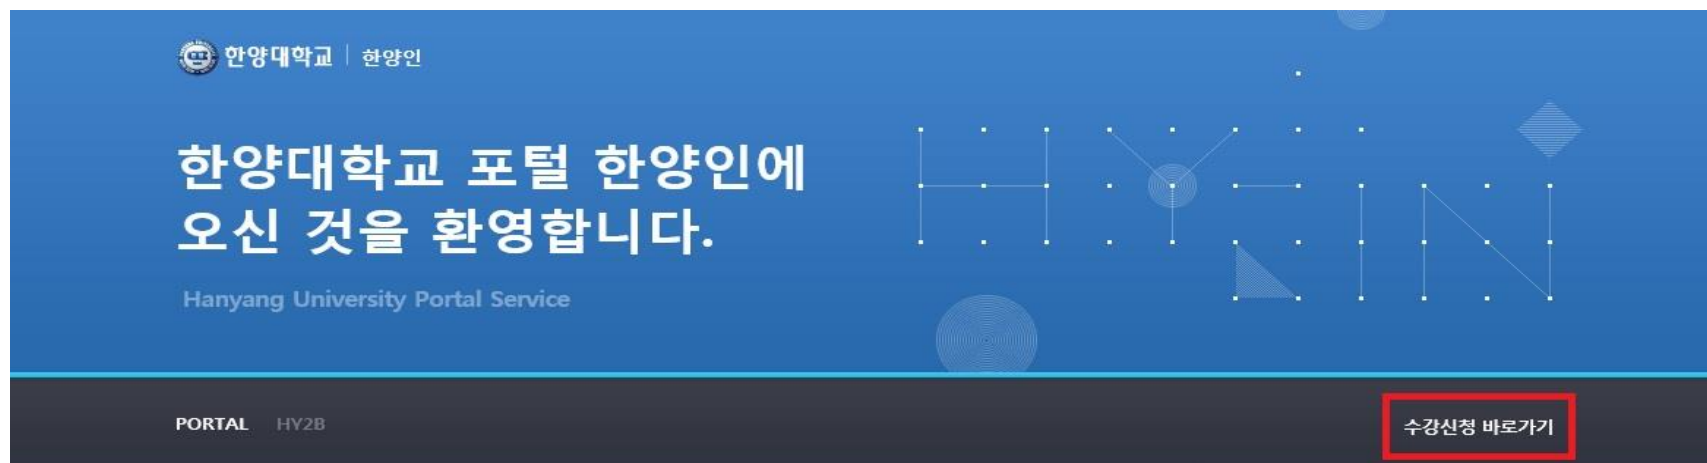 한양대학교 | 한양인
한양대학교 포털 한양인에
오신 것을 환영합니다.
Hanyang University Portal Service
PORTAL HY2B
수강신청 바로가기